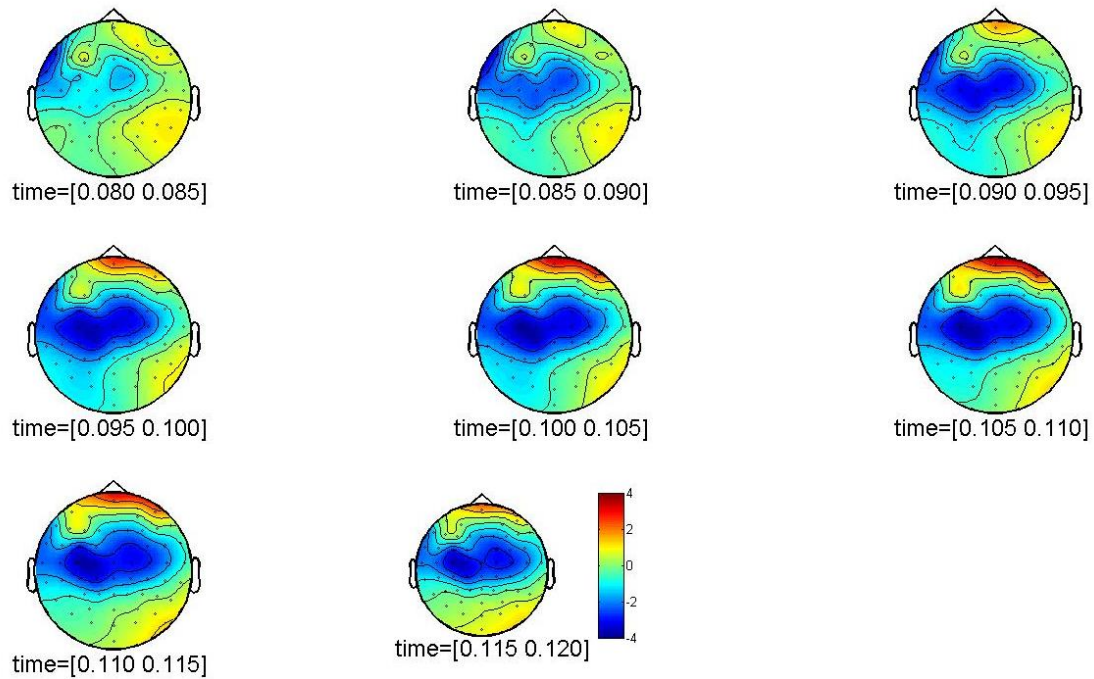 time=[0.080 0.085]
time=[0.085 0.090]
time=[0.090 0.095]
time=[0.095 0.100]
time=[0.100 0.105]
time=[0.105 0.110]
4
2
0
-2
-4
time=[0.110 0.115]
time=[0.115 0.120]